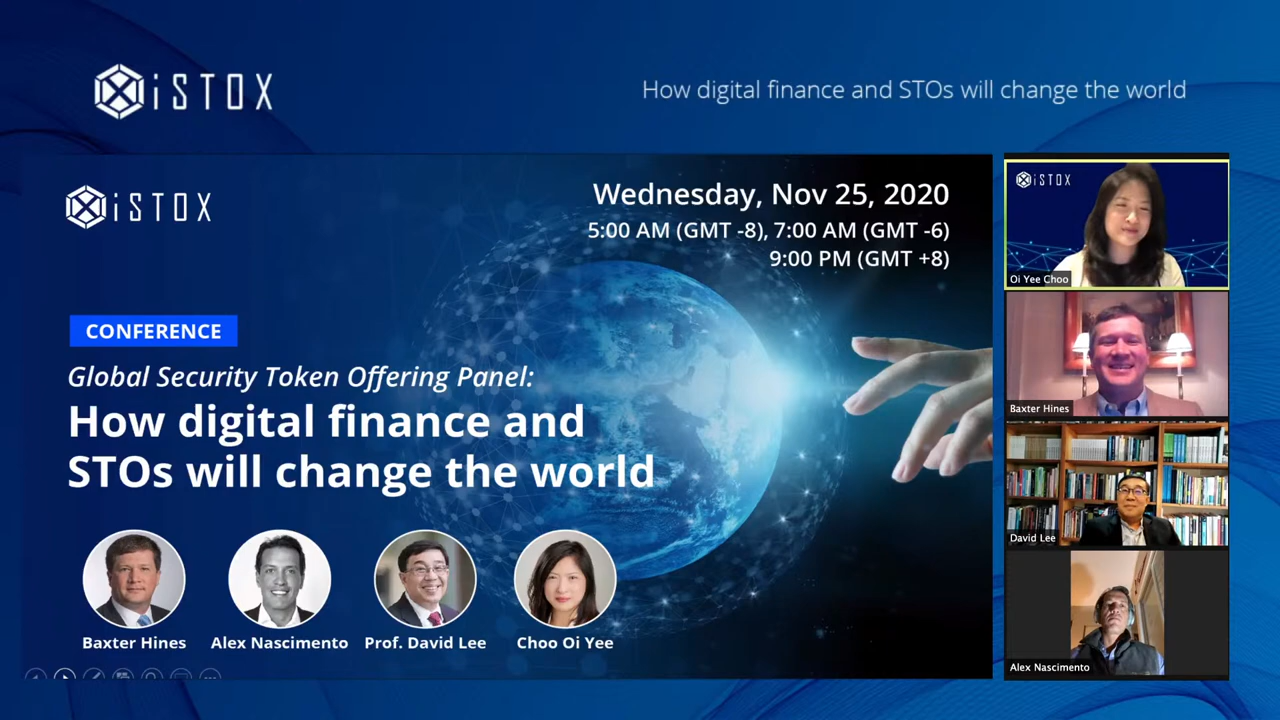 iSTOX
How digital finance and STOs will change the world
iSTOX
Wednesday, Nov 25, 2020
5:00 AM (GMT -8), 7:00 AM (GMT -6)
9:00 PM (GMT +8)
CONFERENCE
Global Security Token Offering Panel:
How digital finance and
STOs will change the world
Baxter Hines
Alex Nascimento
Prof. David Lee
Choo Oi Yee
iSTOX
Oi Yee Choo
Baxter Hines
David Lee
Alex Nascimento